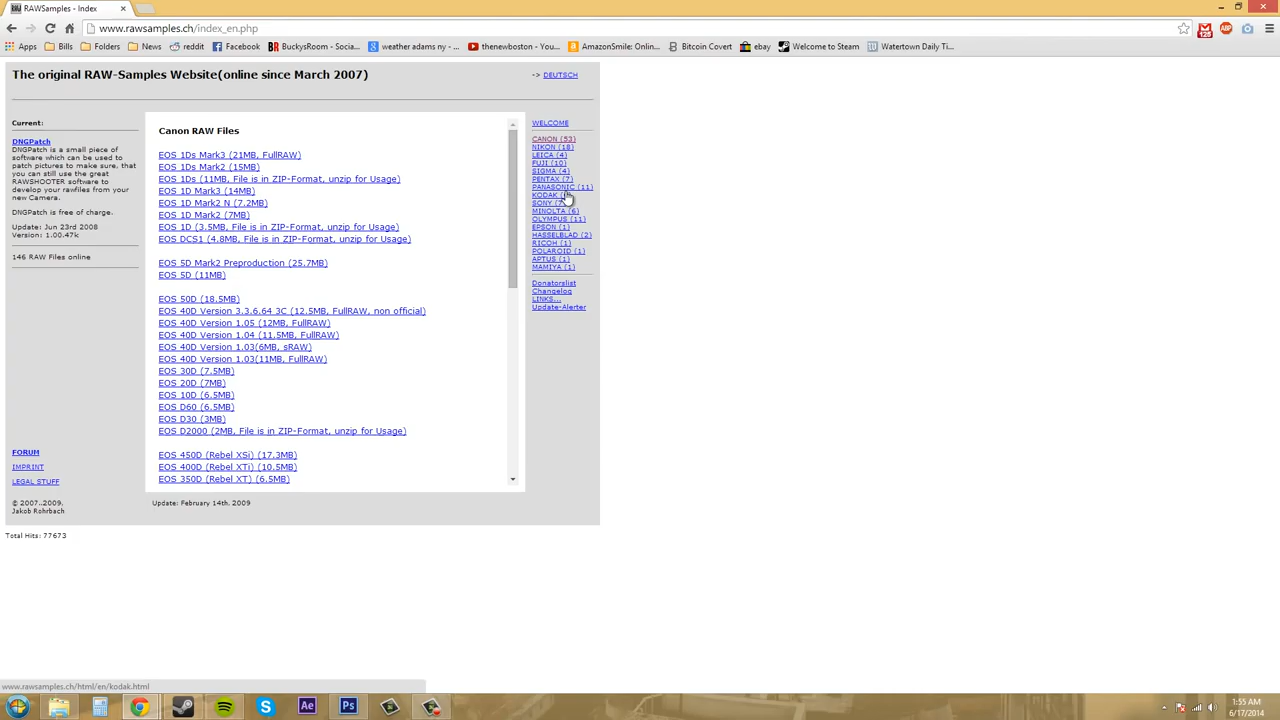 RAWSamples - Index
www.rawsamples.ch/index_en.php
Apps Bills Folders News reddit Facebook BuckysRoom - Socia... weather adams ny - g... thenewboston - You... AmazonSmile: Onlin... Bitcoin Covert ebay Welcome to Steam Watertown Daily Ti...
The original RAW-Samples Website(online since March 2007)
-> DEUTSCH
Current:
DNGPatch
DNGPatch is a small piece of
software which can be used to
patch pictures to make sure, that
you can still use the great
RAWSHOOTER software to
develop your rawfiles from your
new Camera.
DNGPatch is free of charge.
Update: Jun 23rd 2008
Version: 1.00.47k
146 RAW Files online
FORUM
IMPRINT
LEGAL STUFF
© 2007..2009,
Jakob Rohrbach
Canon RAW Files
EOS 1Ds Mark3 (21MB, FullRAW)
EOS 1Ds Mark2 (15MB)
EOS 1Ds (11MB, File is in ZIP-Format, unzip for Usage)
EOS 1D Mark3 (14MB)
EOS 1D Mark2 N (7.2MB)
EOS 1D Mark2 (7MB)
EOS 1D (3.5MB, File is in ZIP-Format, unzip for Usage)
EOS DCS1 (4.8MB, File is in ZIP-Format, unzip for Usage)
EOS 5D Mark2 Preproduction (25.7MB)
EOS 5D (11MB)
EOS 50D (18.5MB)
EOS 40D Version 3.3.6.64 3C (12.5MB, FullRAW, non official)
EOS 40D Version 1.05 (12MB, FullRAW)
EOS 40D Version 1.04 (11,5MB, FullRAW)
EOS 40D Version 1.03(6MB, sRAW)
EOS 40D Version 1.03(11MB, FullRAW)
EOS 30D (7.5MB)
EOS 20D (7MB)
EOS 10D (6.5MB)
EOS D60 (6.5MB)
EOS D30 (3MB)
EOS D2000 (2MB, File is in ZIP-Format, unzip for Usage)
EOS 450D (Rebel XSi) (17.3MB)
EOS 400D (Rebel XTi) (10.5MB)
EOS 350D (Rebel XT) (6.5MB)
Update: February 14th. 2009
WELCOME
CANON (53)
NIKON (18)
LEICA (4)
FUJI (10)
SIGMA (4)
PENTAX (7)
PANASONIC (11)
KODAK
SONY (7)
MINOLTA (6)
OLYMPUS (11)
EPSON (1)
HASSELBLAD (2)
RICOH (1)
POLAROID (1)
APTUS (1)
MAMIYA (1)
Donatorslist
Changelog
LINKS...
Update-Alerter
Total Hits: 77673
www.rawsamples.ch/html/en/kodak.html
Ae Ps
1:55 AM
6/17/2014